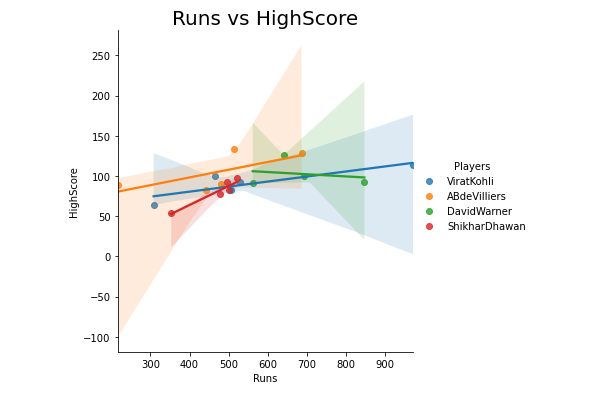 Runs vs HighScore
HighScore
250
200
150
100
50
0
−50
−100
300 400 500 600 700 800 900
Runs
Players
ViratKohli
ABdeVilliers
DavidWarner
ShikharDhawan